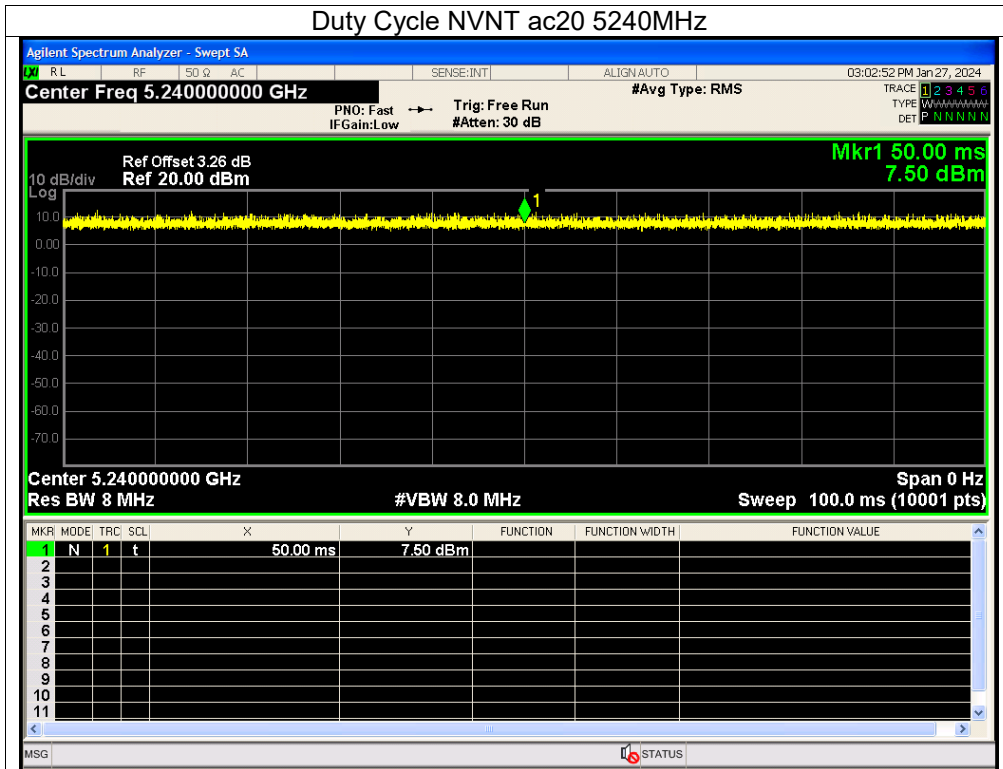 Duty Cycle NVNT ac20 5240MHz
Agilent Spectrum Analyzer - Swept SA
LXI RL RF 50 Ω AC SENSE:INT ALIGN AUTO 03:02:52 PM Jan 27, 2024
Center Freq 5.240000000 GHz #Avg Type: RMS TRACE 1 2 3 4 5 6
PNO: Fast Trig: Free Run TYPE WWWWWW
IFGain:Low #Atten: 30 dB DET P N N N N N
Mkr1 50.00 ms
Ref Offset 3.26 dB
10 dB/div Ref 20.00 dBm 7.50 dBm
Log
1
10.0
0.00
-10.0
-20.0
-30.0
-40.0
-50.0
-60.0
-70.0
Center 5.240000000 GHz Span 0 Hz
Res BW 8 MHz #VBW 8.0 MHz Sweep 100.0 ms (10001 pts)
MKR MODE TRC SCL X Y FUNCTION FUNCTION WIDTH FUNCTION VALUE
1 N 1 t 50.00 ms 7.50 dBm
2
3
4
5
6
7
8
9
10
11
MSG STATUS